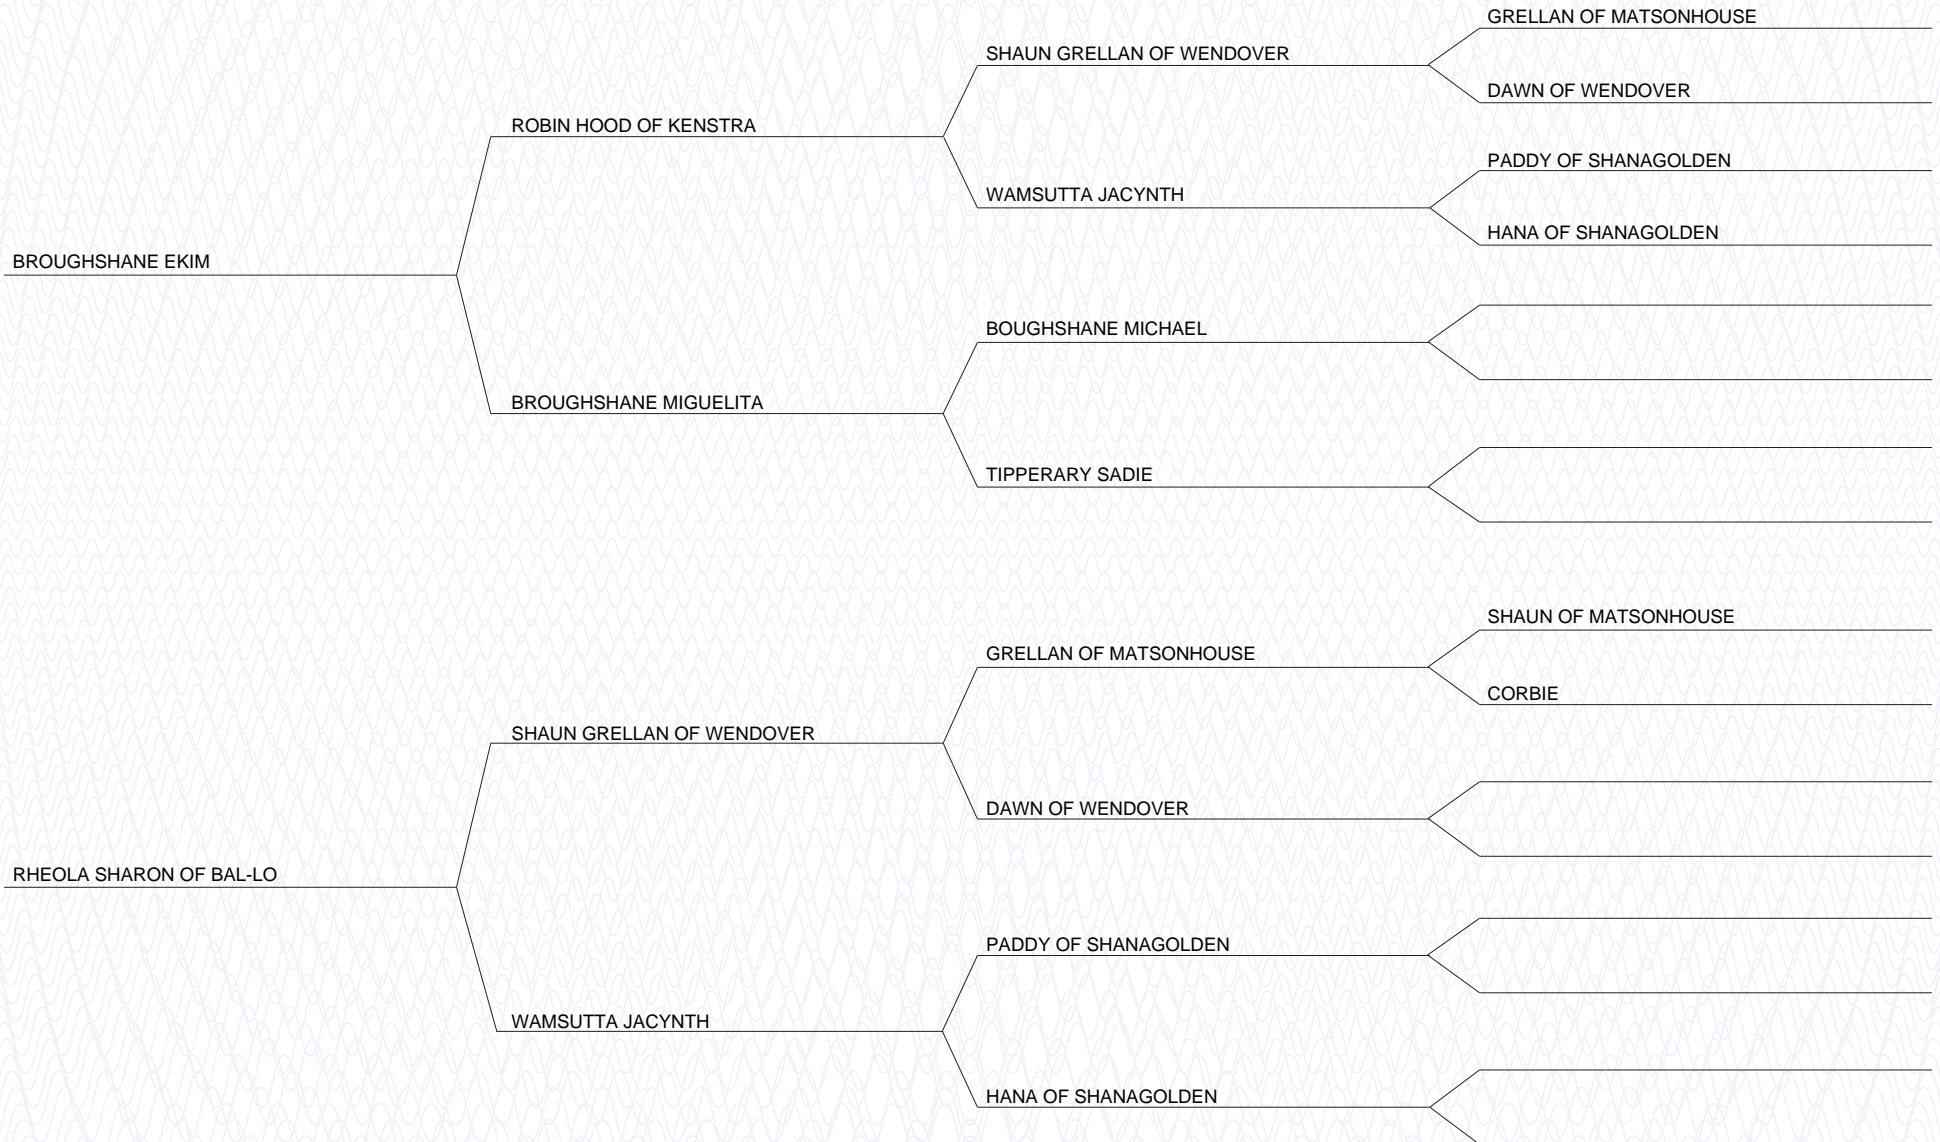 GRELLAN OF MATSONHOUSE
SHAUN GRELLAN OF WENDOVER
DAWN OF WENDOVER
ROBIN HOOD OF KENSTRA
PADDY OF SHANAGOLDEN
WAMSUTTA JACYNTH
HANA OF SHANAGOLDEN
BROUGHSHANE EKIM
BOUGHSHANE MICHAEL
BROUGHSHANE MIGUELITA
TIPPERARY SADIE
SHAUN OF MATSONHOUSE
GRELLAN OF MATSONHOUSE
CORBIE
SHAUN GRELLAN OF WENDOVER
DAWN OF WENDOVER
RHEOLA SHARON OF BAL-LO
PADDY OF SHANAGOLDEN
WAMSUTTA JACYNTH
HANA OF SHANAGOLDEN